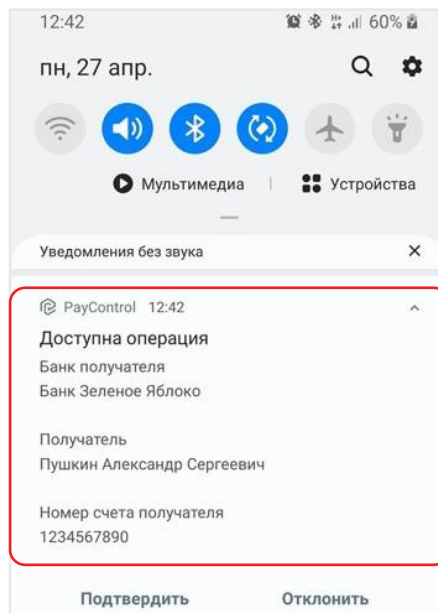 12:42 60%
пн, 27 апр.
Мультимедиа | Устройства
Уведомления без звука
PayControl 12:42
Доступна операция
Банк получателя
Банк Зеленое Яблоко
Получатель
Пушкин Александр Сергеевич
Номер счета получателя
1234567890
Подтвердить Отклонить